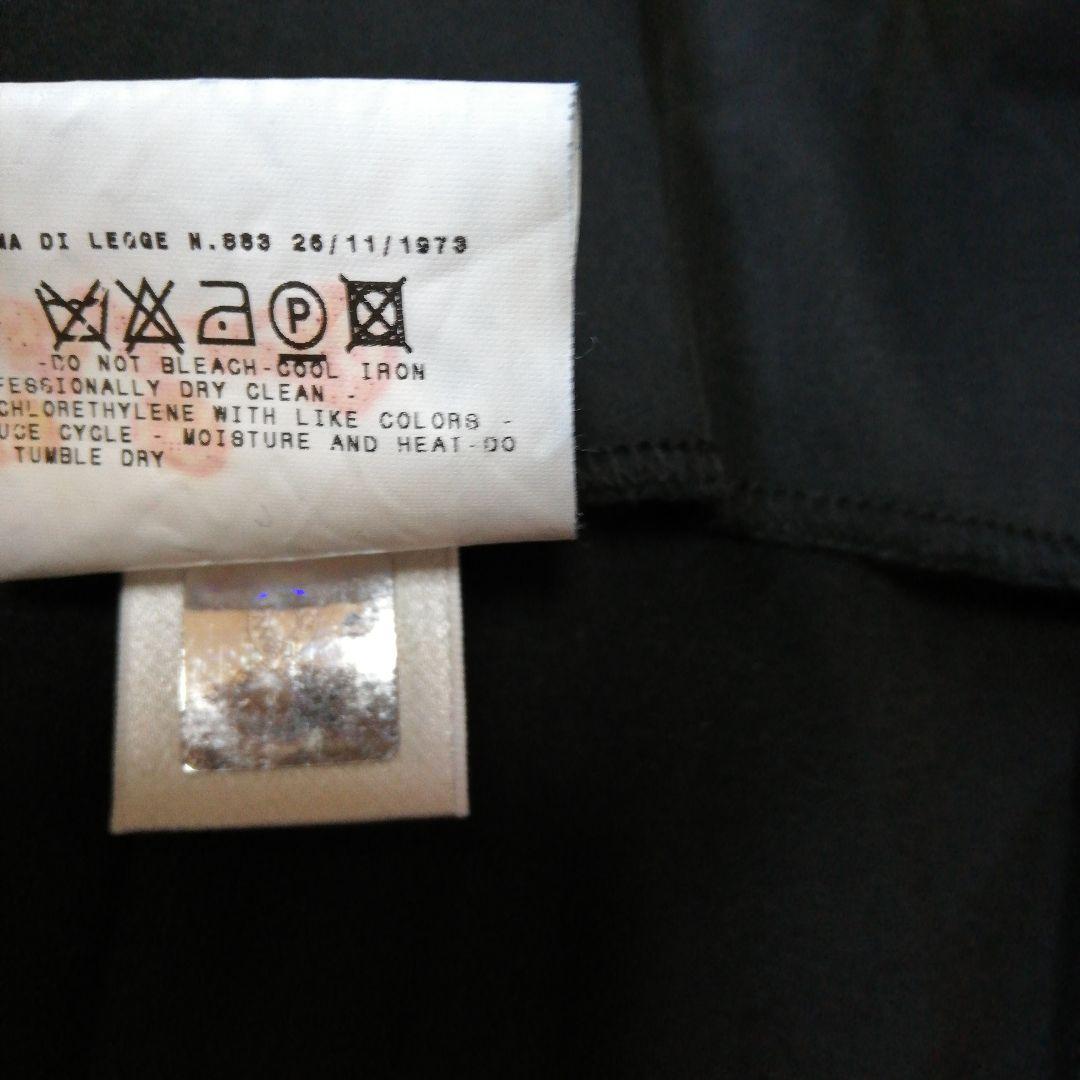 MA DI LEGGE N.883 26/11/1973
P
-DO NOT BLEACH-COOL IRON
FESSIONALLY DRY CLEAN -
CHLORETHYLENE WITH LIKE COLORS -
UCE CYCLE - MOISTURE AND HEAT-DO
TUMBLE DRY